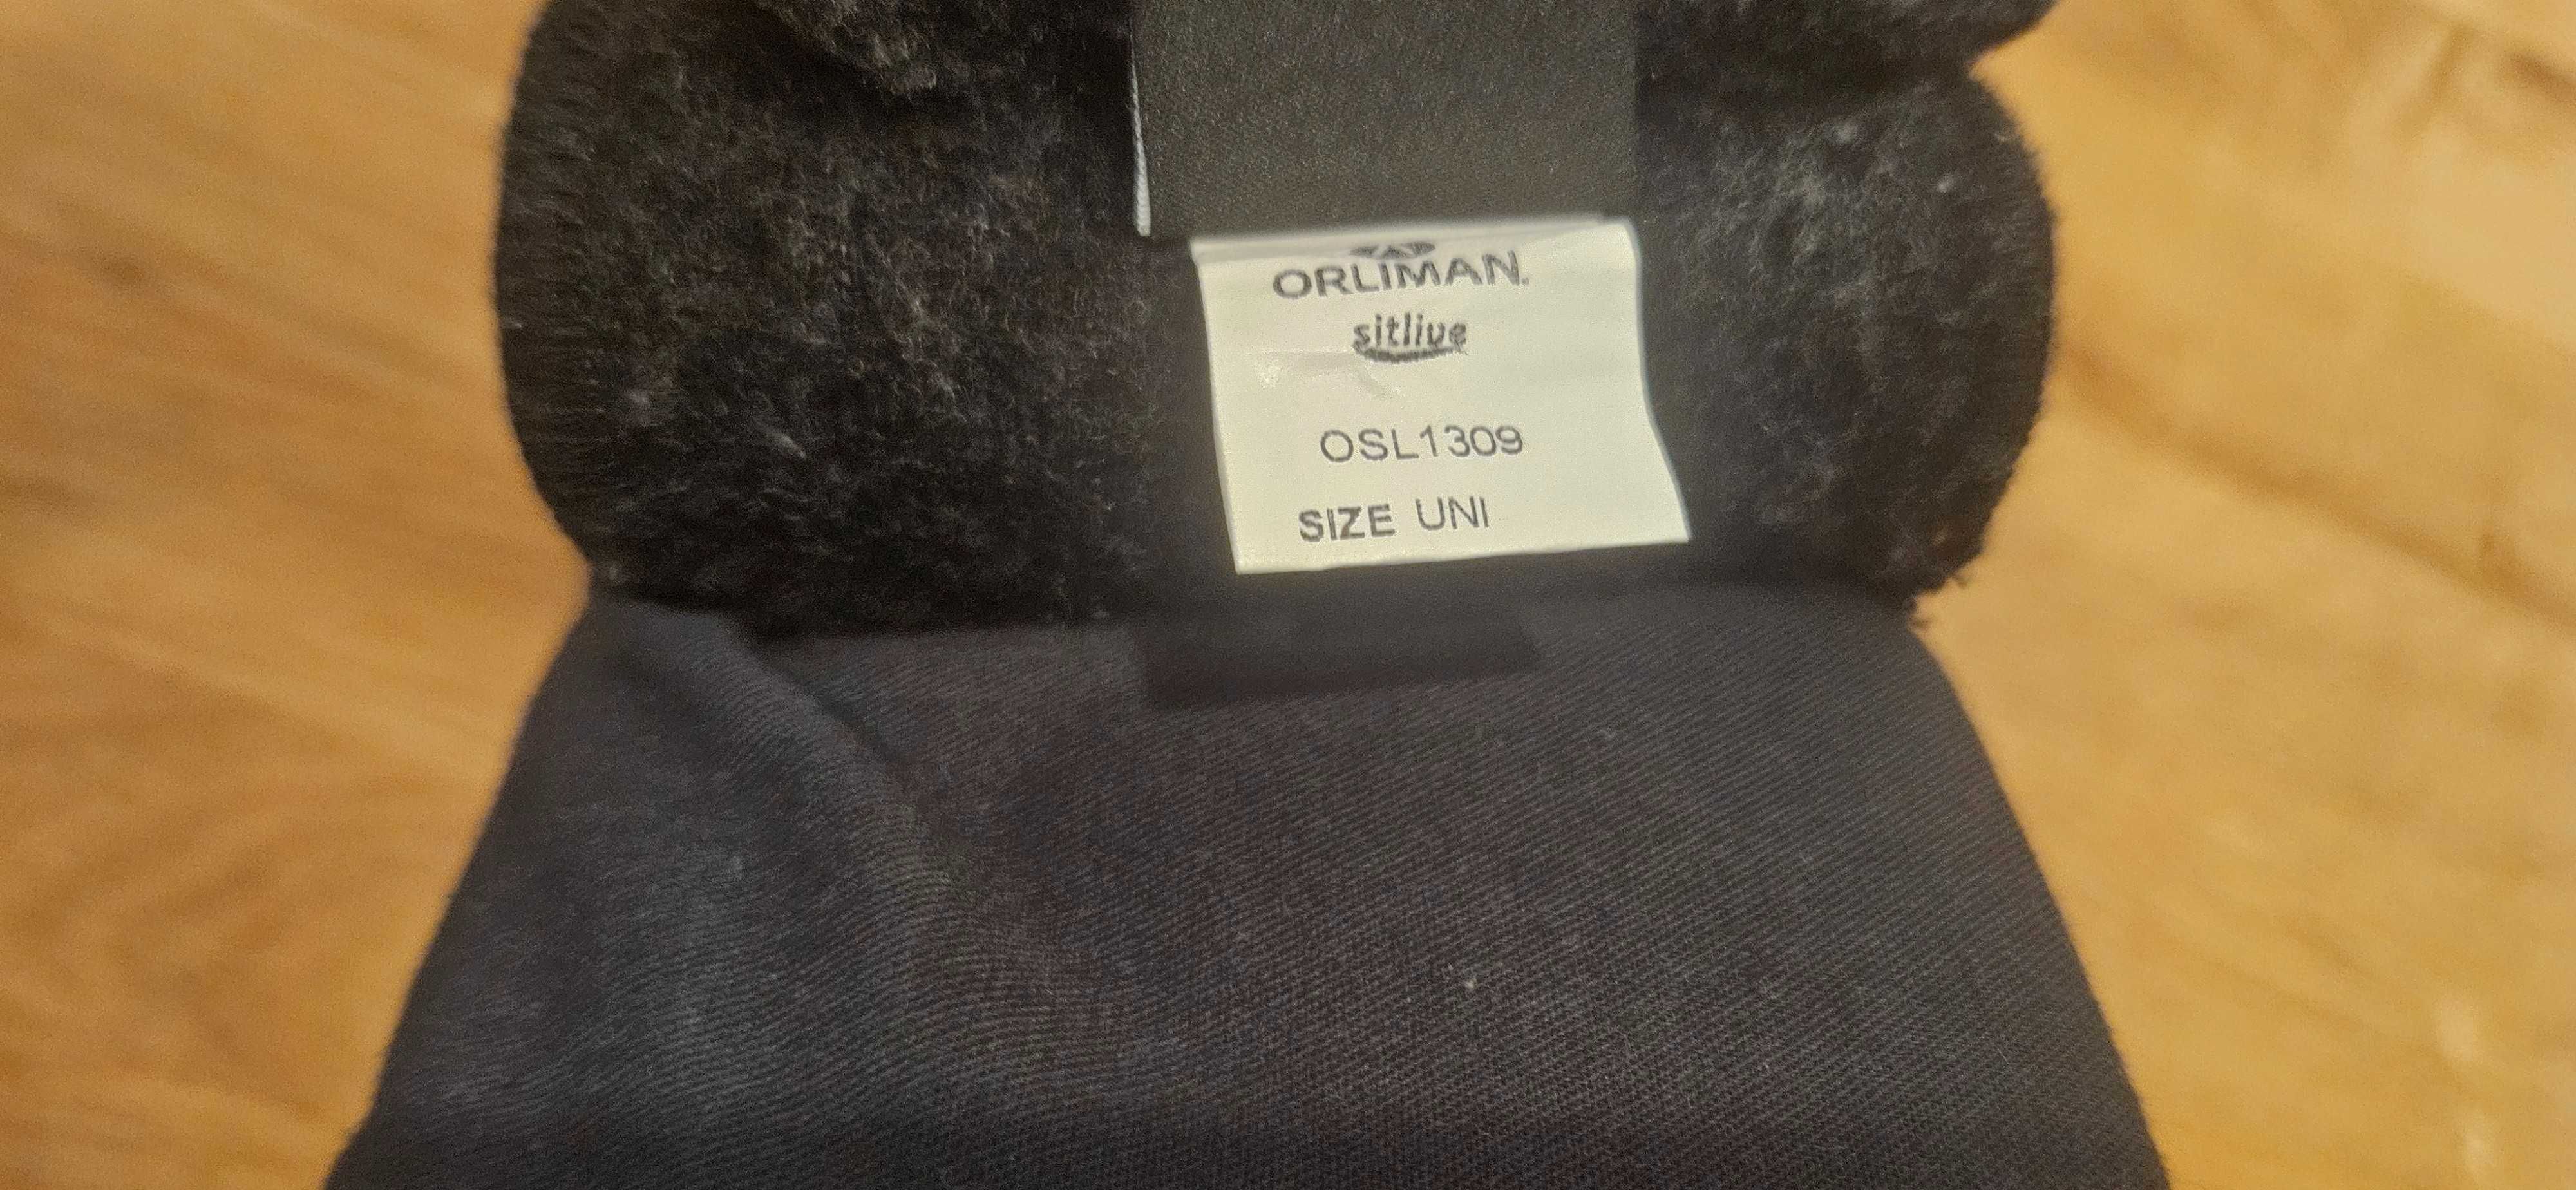 ORLIMAN.
sitlive
OSL1309
SIZE UNI